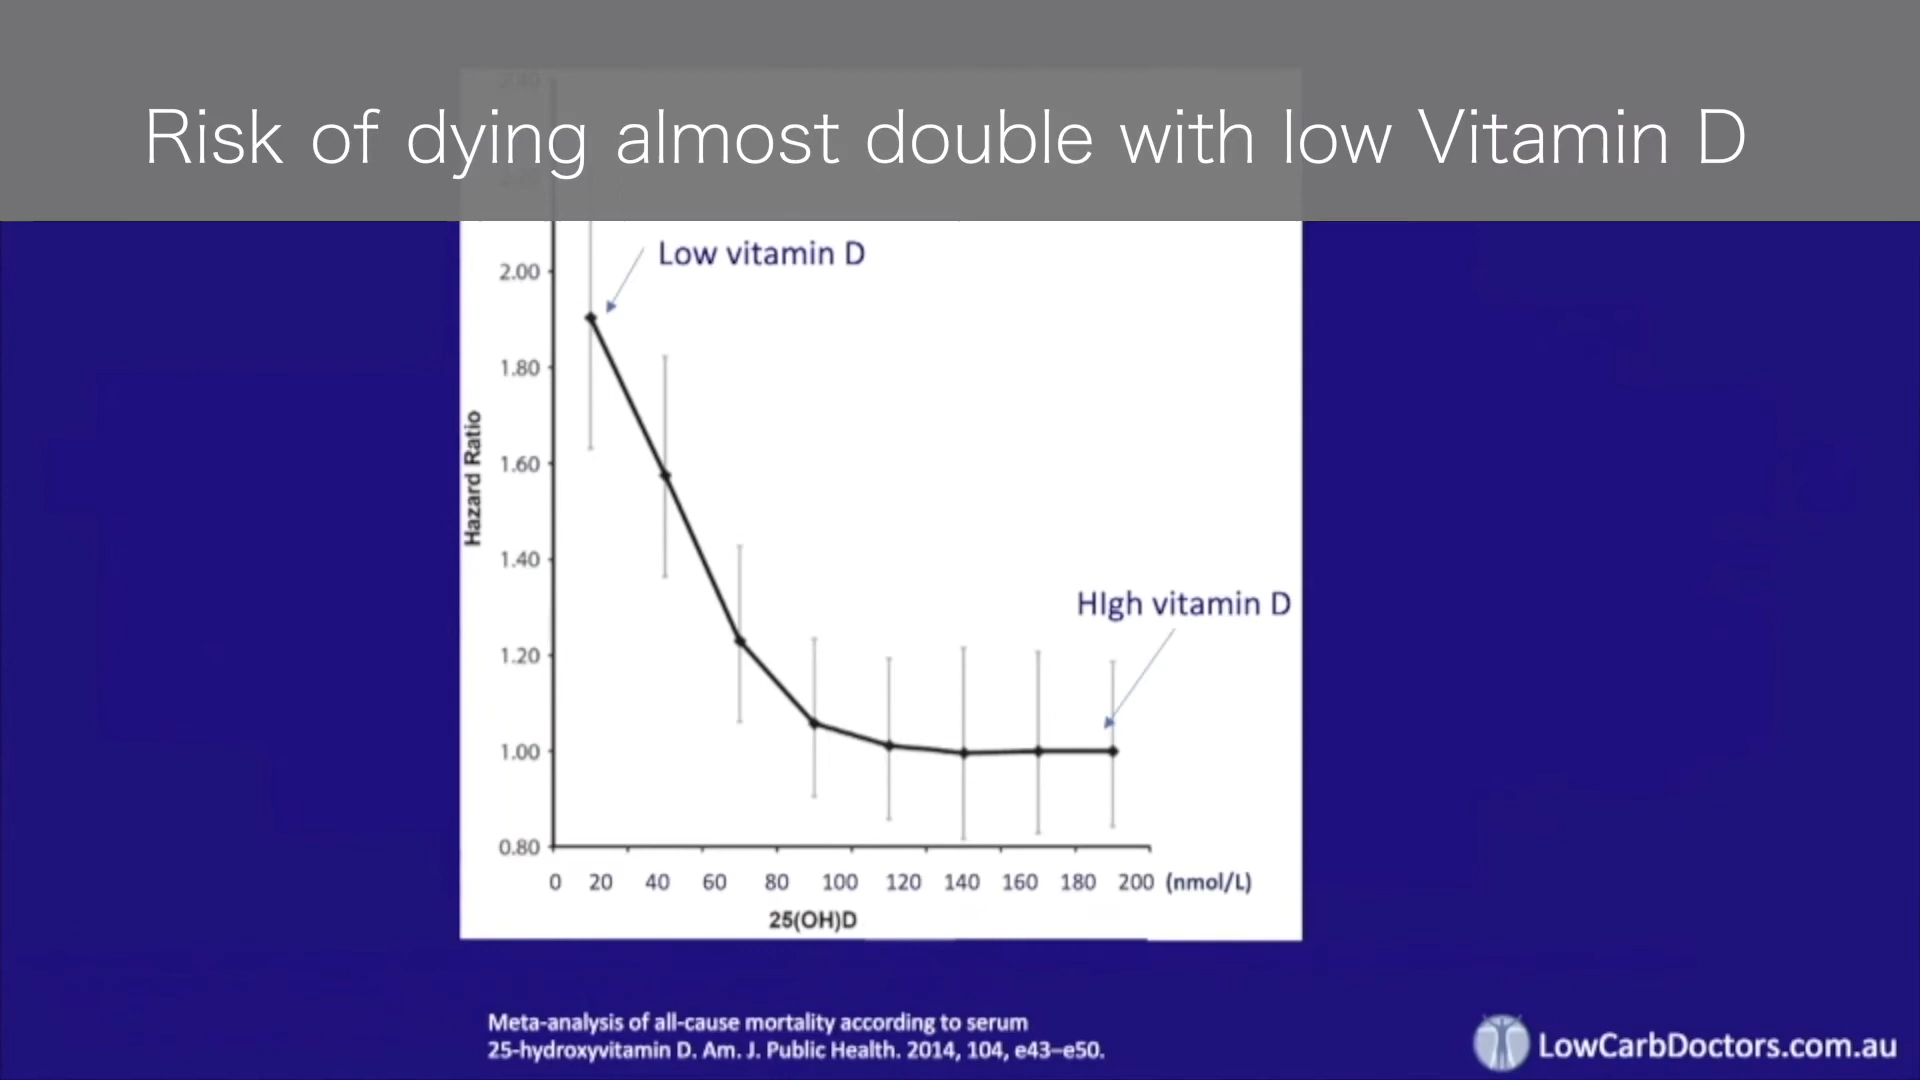 Risk of dying almost double with low Vitamin D
Low vitamin D
2.00
1.80
1.60
1.40
1.20
1.00
0.80
Hazard Ratio
HIgh vitamin D
0 20 40 60 80 100 120 140 160 180 200 (nmol/L)
25(OH)D
Meta-analysis of all-cause mortality according to serum
25-hydroxyvitamin D. Am. J. Public Health. 2014, 104, e43–e50.
LowCarbDoctors.com.au